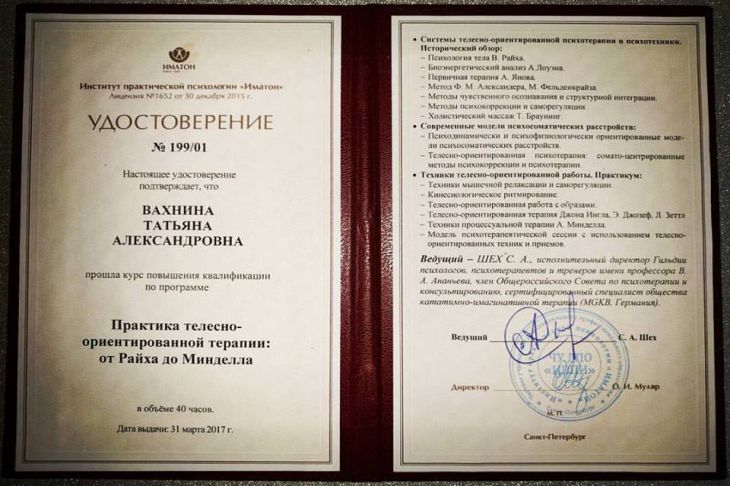 ИМАТОН
Институт практической психологии «Иматон»
Лицензия №1652 от 30 декабря 2015 г.
УДОСТОВЕРЕНИЕ
№ 199/01
Настоящее удостоверение
подтверждает, что
ВАХНИНА
ТАТЬЯНА
АЛЕКСАНДРОВНА
прошла курс повышения квалификации
по программе
Практика телесно-
ориентированной терапии:
от Райха до Минделла
в объёме 40 часов.
Дата выдачи: 31 марта 2017 г.
• Системы телесно-ориентированной психотерапии и психотехники.
Исторический обзор:
– Психология тела В. Райха.
– Биоэнергетический анализ А.Лоуэна.
– Первичная терапия А. Янова.
– Метод Ф. М. Александера, М. Фельденкрайза.
– Методы чувственного осознавания и структурной интеграции.
– Методы психокоррекции и саморегуляции.
– Холистический массаж Т. Браунинг.
• Современные модели психосоматических расстройств:
– Психодинамически и психофизиологически ориентированные моде-
ли психосоматических расстройств.
– Телесно-ориентированная психотерапия: сомато-центрированные
методы психокоррекции и психотерапии.
• Техники телесно-ориентированной работы. Практикум:
– Техники мышечной релаксации и саморегуляции.
– Кинесиологическое ритмирование.
– Телесно-ориентированная работа с образами.
– Телесно-ориентированная терапия Джона Ингла, Э. Джозеф, Л. Зеттл
– Техники процессуальной терапии А. Минделла.
– Модель психотерапевтической сессии с использованием телесно-
ориентированных техник и приемов.
Ведущий – ШЕХ С. А., исполнительный директор Гильдии
психологов, психотерапевтов и тренеров имени профессора В.
А. Ананьева, член Общероссийского Совета по психотерапии и
консультированию, сертифицированный специалист общества
кататимно-имагинативной терапии (MGKB, Германия).
Ведущий С. А. Шех
ЧУ ДПО
«ИППИ»
Директор О. И. Муляр
М. П.
Санкт-Петербург